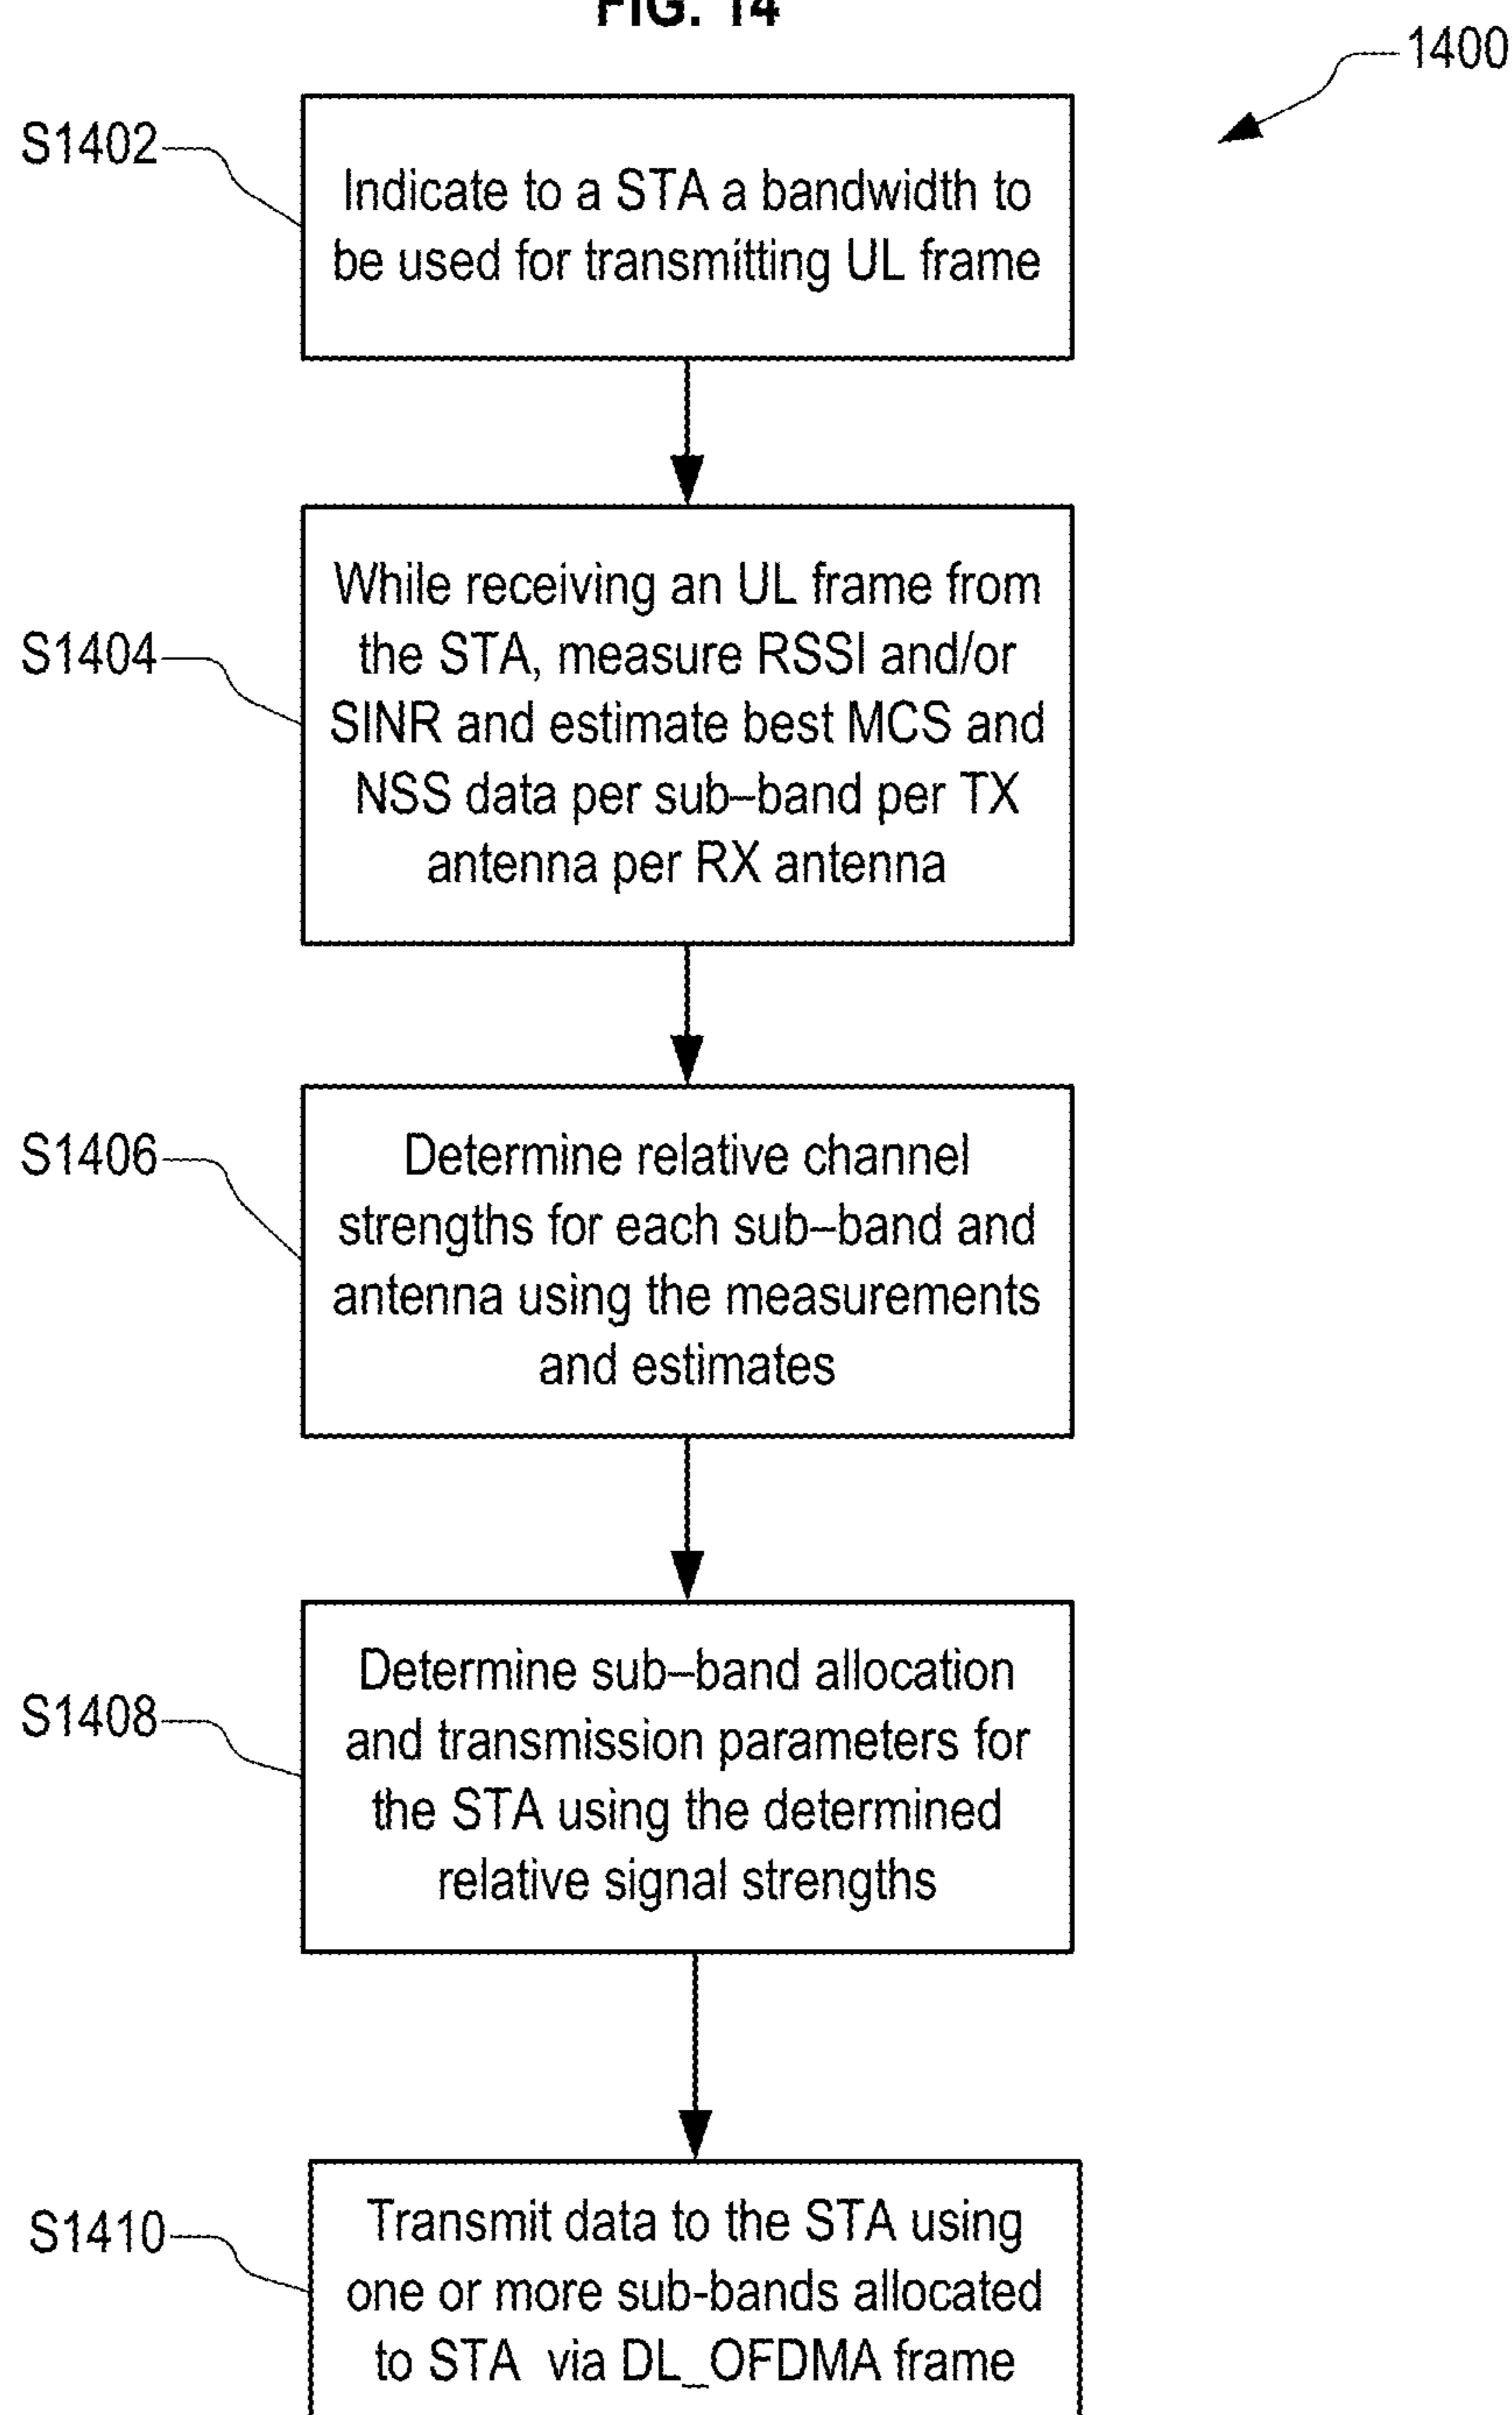 FIG. 14
1400
S1402
Indicate to a STA a bandwidth to
be used for transmitting UL frame
S1404
While receiving an UL frame from
the STA, measure RSSI and/or
SINR and estimate best MCS and
NSS data per sub–band per TX
antenna per RX antenna
S1406
Determine relative channel
strengths for each sub–band and
antenna using the measurements
and estimates
S1408
Determine sub–band allocation
and transmission parameters for
the STA using the determined
relative signal strengths
S1410
Transmit data to the STA using
one or more sub-bands allocated
to STA via DL_OFDMA frame